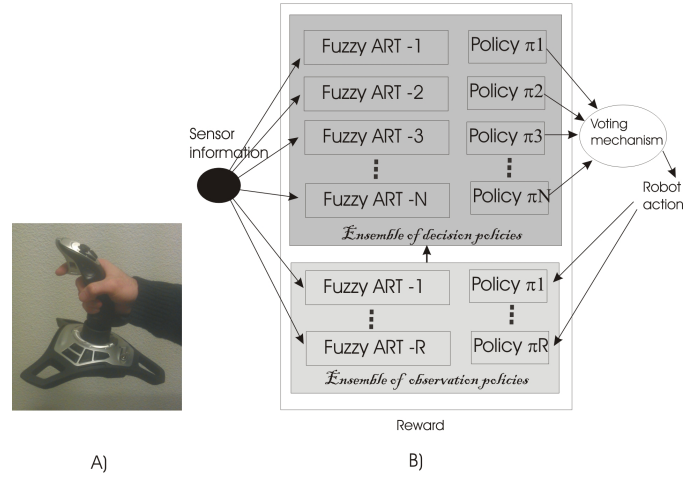 Fuzzy ART -1
Policy π1
Fuzzy ART -2
Policy π2
Fuzzy ART -3
Policy π3
Fuzzy ART -N
Policy πN
Ensemble of decision policies
Sensor
information
Voting
mechanism
Robot
action
Fuzzy ART -1
Policy π1
Fuzzy ART -R
Policy πR
Ensemble of observation policies
Reward
A)
B)